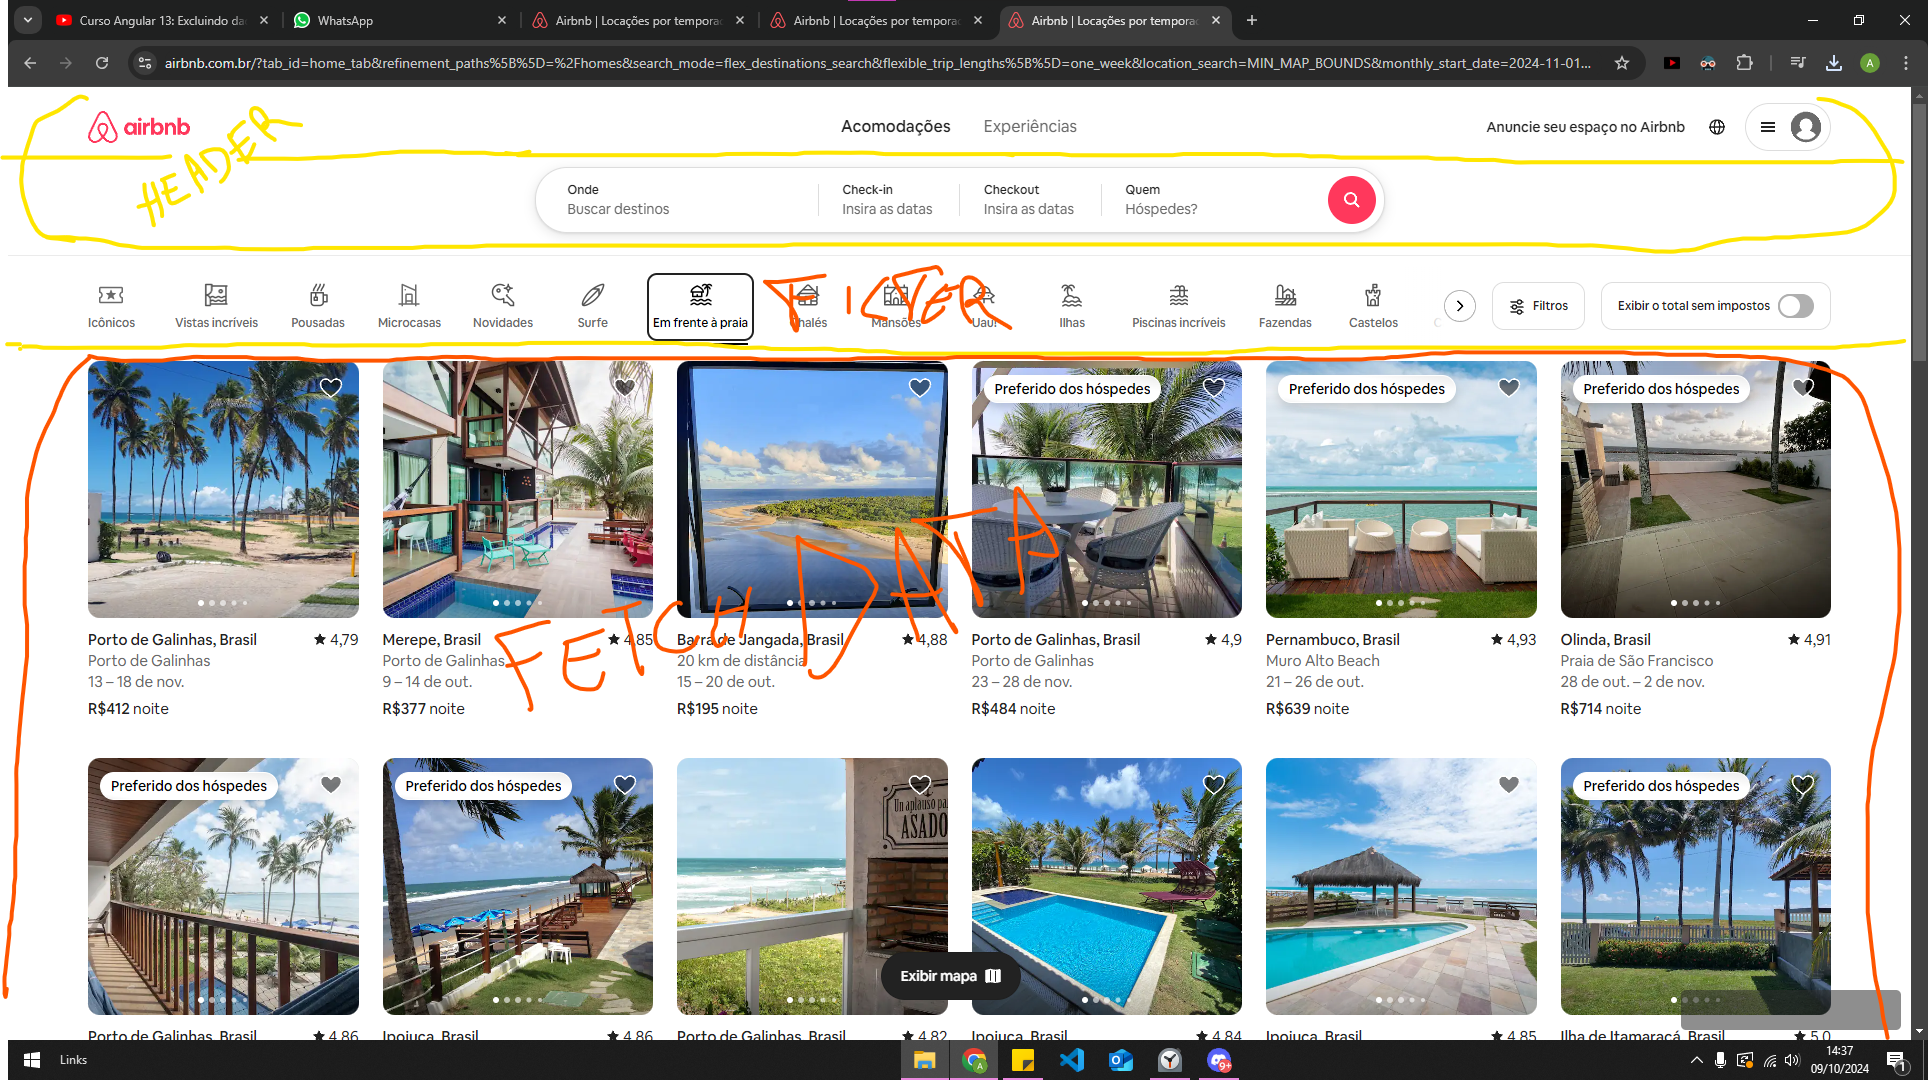 Curso Angular 13: Excluindo da
WhatsApp
Airbnb | Locações por tempora
Airbnb | Locações por tempora
Airbnb | Locações por tempora
airbnb.com.br/?tab_id=home_tab&refinement_paths%5B%5D=%2Fhomes&search_mode=flex_destinations_search&flexible_trip_lengths%5B%5D=one_week&location_search=MIN_MAP_BOUNDS&monthly_start_date=2024-11-01...
A
airbnb
Acomodações
Experiências
Anuncie seu espaço no Airbnb
HEADER
Onde
Buscar destinos
Check-in
Insira as datas
Checkout
Insira as datas
Quem
Hóspedes?
FILTER
Icônicos
Vistas incríveis
Pousadas
Microcasas
Novidades
Surfe
Em frente à praia
Chalés
Mansões
Uau!
Ilhas
Piscinas incríveis
Fazendas
Castelos
Filtros
Exibir o total sem impostos
Preferido dos hóspedes
Preferido dos hóspedes
Preferido dos hóspedes
FETCH DATA
Porto de Galinhas, Brasil 4,79
Porto de Galinhas
13 – 18 de nov.
R$412 noite
Merepe, Brasil 4,85
Porto de Galinhas
9 – 14 de out.
R$377 noite
Barra de Jangada, Brasil 4,88
20 km de distância
15 – 20 de out.
R$195 noite
Porto de Galinhas, Brasil 4,9
Porto de Galinhas
23 – 28 de nov.
R$484 noite
Pernambuco, Brasil 4,93
Muro Alto Beach
21 – 26 de out.
R$639 noite
Olinda, Brasil 4,91
Praia de São Francisco
28 de out. – 2 de nov.
R$714 noite
Preferido dos hóspedes
Preferido dos hóspedes
Un aplauso pa
ASADO
Preferido dos hóspedes
Exibir mapa
Porto de Galinhas, Brasil 4,86
Ipojuca, Brasil 4,86
Porto de Galinhas, Brasil 4,82
Ipojuca, Brasil 4,84
Ipojuca, Brasil 4,85
Ilha de Itamaracá, Brasil 5,0
Links
9+
14:37
09/10/2024
1